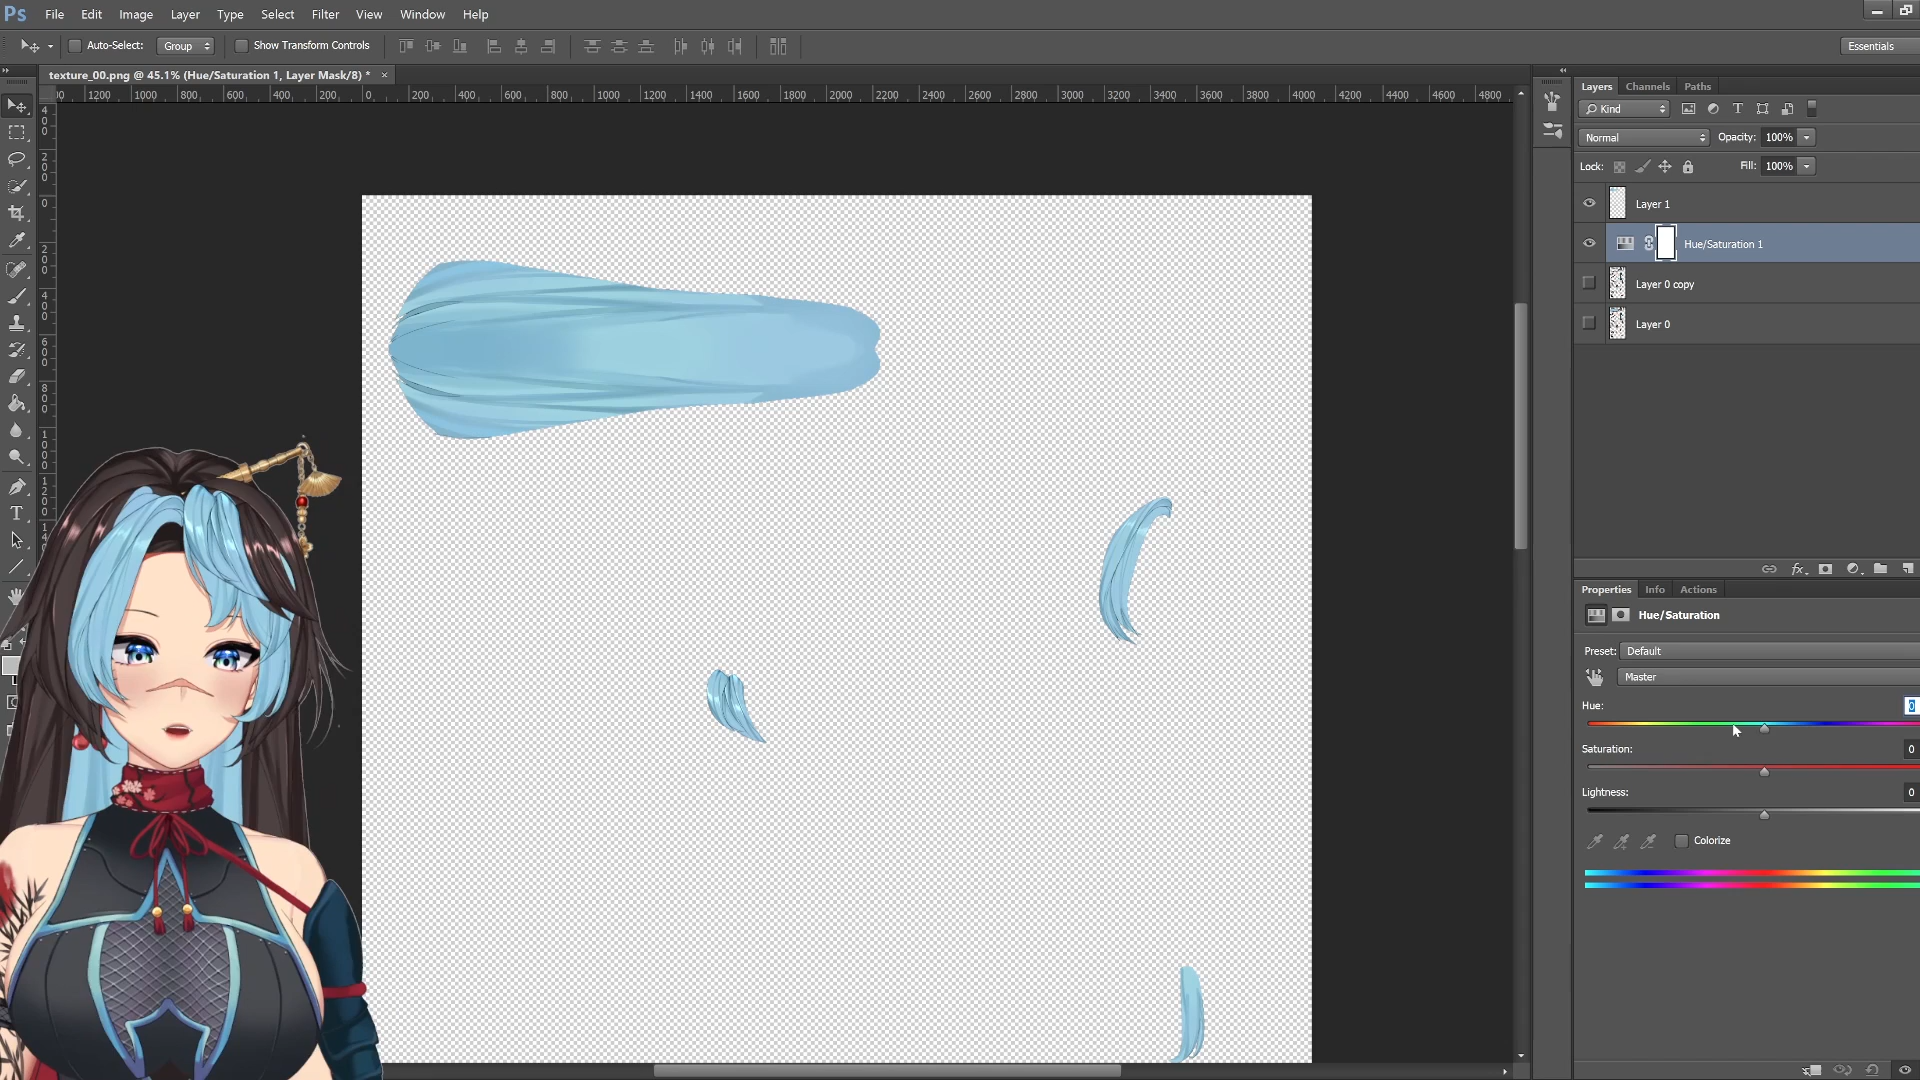 Ps File Edit Image Layer Type Select Filter View Window Help
Auto-Select: Group Show Transform Controls Essentials
texture_00.png @ 45.1% (Hue/Saturation 1, Layer Mask/8) * ×
1200 1000 800 600 400 200 0 200 400 600 800 1000 1200 1400 1600 1800 2000 2200 2400 2600 2800 3000 3200 3400 3600 3800 4000 4200 4400 4600 4800
Layers Channels Paths
Kind
Normal Opacity: 100%
Lock: Fill: 100%
Layer 1
Hue/Saturation 1
Layer 0 copy
Layer 0
fx
Properties Info Actions
Hue/Saturation
Preset: Default
Master
Hue: 0
Saturation: 0
Lightness: 0
Colorize